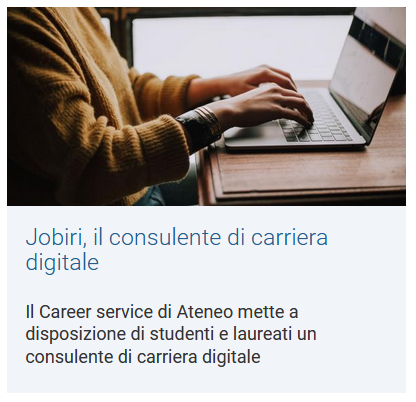 Jobiri, il consulente di carriera
digitale
Il Career service di Ateneo mette a
disposizione di studenti e laureati un
consulente di carriera digitale